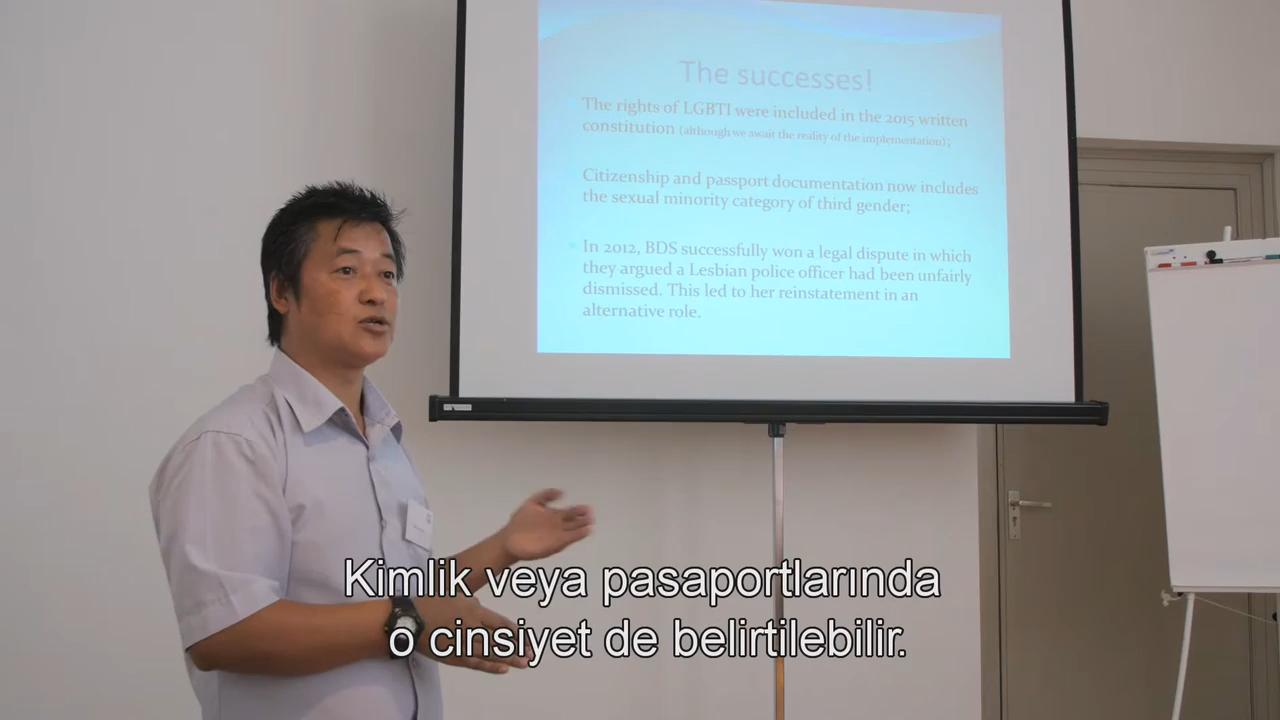 The successes!
The rights of LGBTI were included in the 2015 written
constitution (although we await the reality of the implementation);
Citizenship and passport documentation now includes
the sexual minority category of third gender;
In 2012, BDS successfully won a legal dispute in which
they argued a Lesbian police officer had been unfairly
dismissed. This led to her reinstatement in an
alternative role.
Kimlik veya pasaportlarında
o cinsiyet de belirtilebilir.